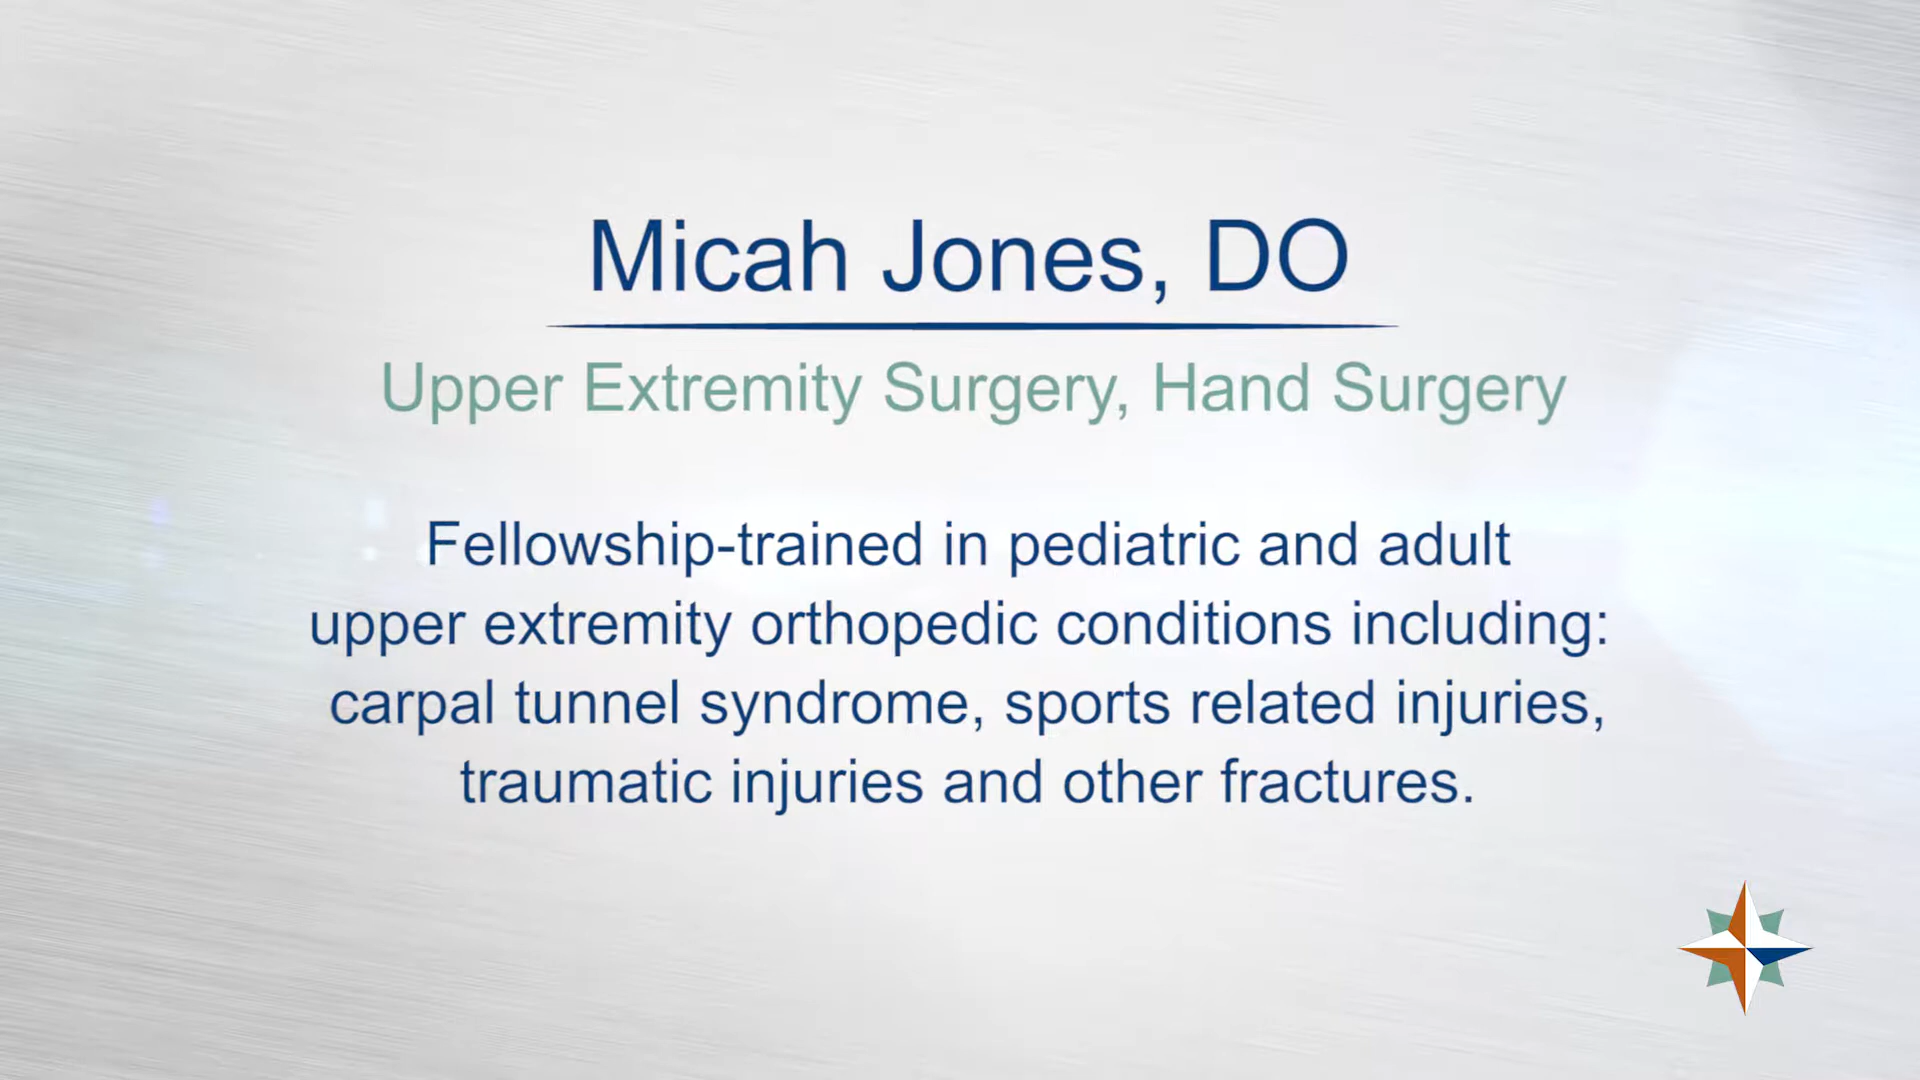 Micah Jones, DO
Upper Extremity Surgery, Hand Surgery
Fellowship-trained in pediatric and adult
upper extremity orthopedic conditions including:
carpal tunnel syndrome, sports related injuries,
traumatic injuries and other fractures.